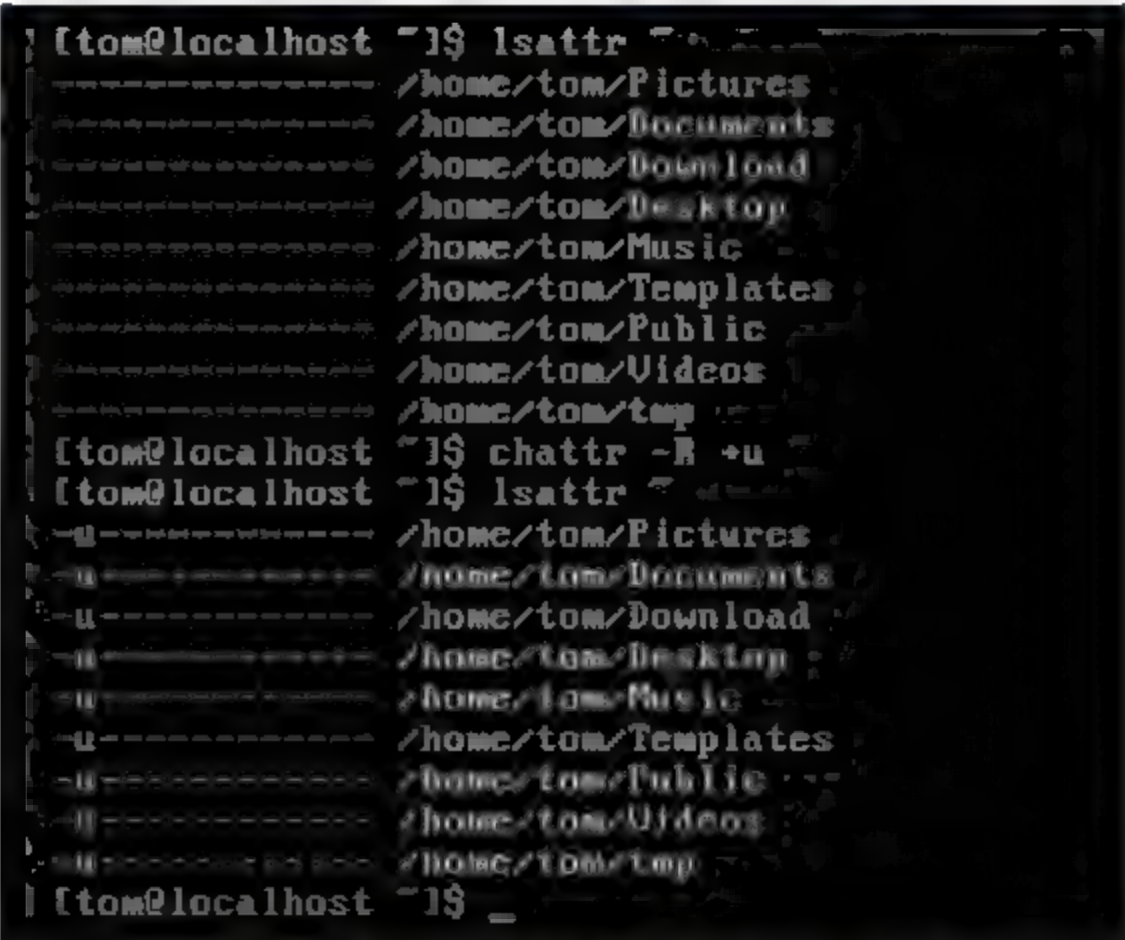 [tom@localhost ~]$ lsattr ~
------------- /home/tom/Pictures
------------- /home/tom/Documents
------------- /home/tom/Download
------------- /home/tom/Desktop
------------- /home/tom/Music
------------- /home/tom/Templates
------------- /home/tom/Public
------------- /home/tom/Videos
------------- /home/tom/tmp
[tom@localhost ~]$ chattr -R +u ~
[tom@localhost ~]$ lsattr ~
-u----------- /home/tom/Pictures
-u----------- /home/tom/Documents
-u----------- /home/tom/Download
-u----------- /home/tom/Desktop
-u----------- /home/tom/Music
-u----------- /home/tom/Templates
-u----------- /home/tom/Public
-u----------- /home/tom/Videos
-u----------- /home/tom/tmp
[tom@localhost ~]$ _